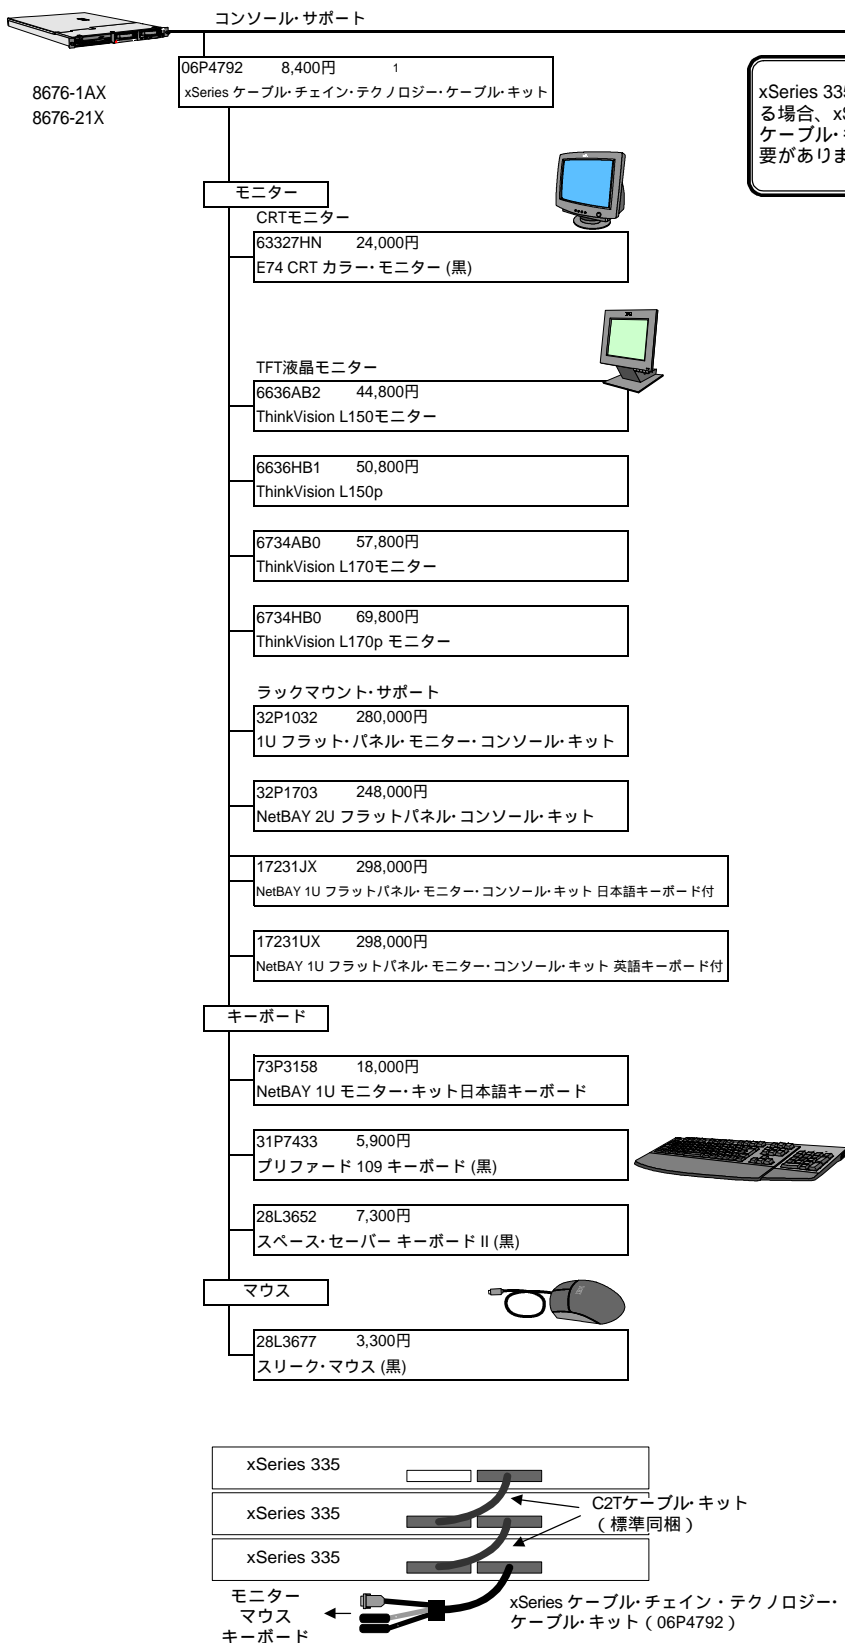 コンソール･サポート
06P4792 8,400円 1
xSeries ケーブル･チェイン･テクノロジー･ケーブル･キット
8676-1AX
8676-21X
xSeries 335
る場合、xS
ケーブル･キ
要がありま
モニター
CRTモニター
63327HN 24,000円
E74 CRT カラー･モニター (黒)
TFT液晶モニター
6636AB2 44,800円
ThinkVision L150モニター
6636HB1 50,800円
ThinkVision L150p
6734AB0 57,800円
ThinkVision L170モニター
6734HB0 69,800円
ThinkVision L170p モニター
ラックマウント･サポート
32P1032 280,000円
1U フラット･パネル･モニター･コンソール･キット
32P1703 248,000円
NetBAY 2U フラットパネル･コンソール･キット
17231JX 298,000円
NetBAY 1U フラットパネル･モニター･コンソール･キット 日本語キーボード付
17231UX 298,000円
NetBAY 1U フラットパネル･モニター･コンソール･キット 英語キーボード付
キーボード
73P3158 18,000円
NetBAY 1U モニター･キット日本語キーボード
31P7433 5,900円
プリファード 109 キーボード (黒)
28L3652 7,300円
スペース･セーバー キーボード II (黒)
マウス
28L3677 3,300円
スリーク･マウス (黒)
xSeries 335
xSeries 335
xSeries 335
C2Tケーブル･キット
（標準同梱）
モニター
マウス
キーボード
xSeries ケーブル･チェイン・テクノロジー･
ケーブル･キット（06P4792）